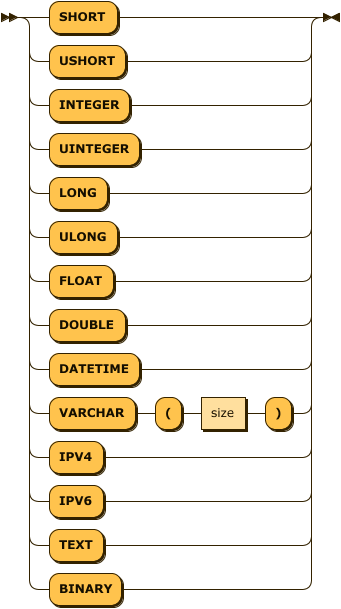 SHORT
USHORT
INTEGER
UINTEGER
LONG
ULONG
FLOAT
DOUBLE
DATETIME
VARCHAR ( size )
IPV4
IPV6
TEXT
BINARY